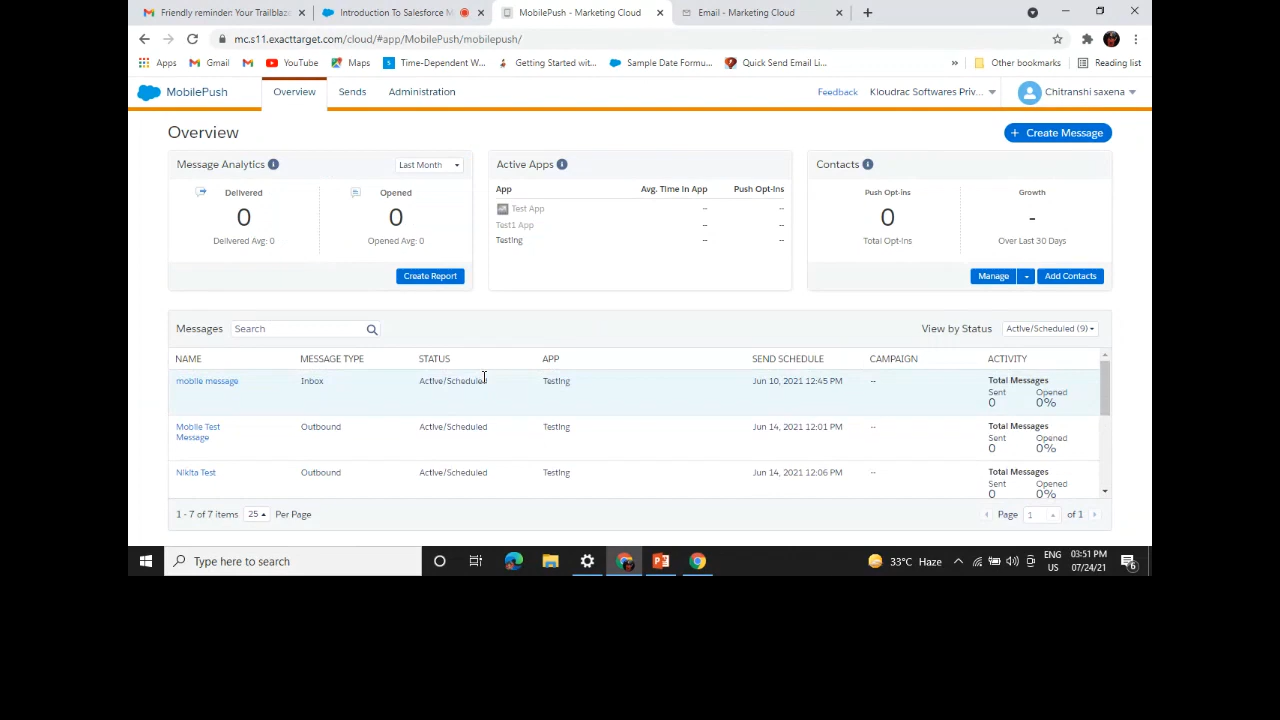 Friendly reminder: Your Trailblaz
Introduction To Salesforce M
MobilePush - Marketing Cloud
Email - Marketing Cloud
mc.s11.exacttarget.com/cloud/#app/MobilePush/mobilepush/
Apps Gmail YouTube Maps Time-Dependent W... Getting Started wit... Sample Date Formu... Quick Send Email Li... » Other bookmarks Reading list
MobilePush Overview Sends Administration Feedback Kloudrac Softwares Priv... Chitranshi saxena
Overview
+ Create Message
Message Analytics Last Month
Delivered Opened
0 0
Delivered Avg: 0 Opened Avg: 0
Create Report
Active Apps
App Avg. Time In App Push Opt-Ins
Test App -- --
Test1 App -- --
Testing -- --
Contacts
Push Opt-Ins Growth
0 -
Total Opt-Ins Over Last 30 Days
Manage Add Contacts
Messages Search View by Status Active/Scheduled (9)
NAME MESSAGE TYPE STATUS APP SEND SCHEDULE CAMPAIGN ACTIVITY
mobile message Inbox Active/Scheduled Testing Jun 10, 2021 12:45 PM -- Total Messages
Sent Opened
0 0%
Mobile Test Outbound Active/Scheduled Testing Jun 14, 2021 12:01 PM -- Total Messages
Message
Sent Opened
0 0%
Nikita Test Outbound Active/Scheduled Testing Jun 14, 2021 12:06 PM -- Total Messages
Sent Opened
0 0%
1 - 7 of 7 items 25 Per Page Page 1 of 1
Type here to search 33°C Haze ENG 03:51 PM
US 07/24/21 6